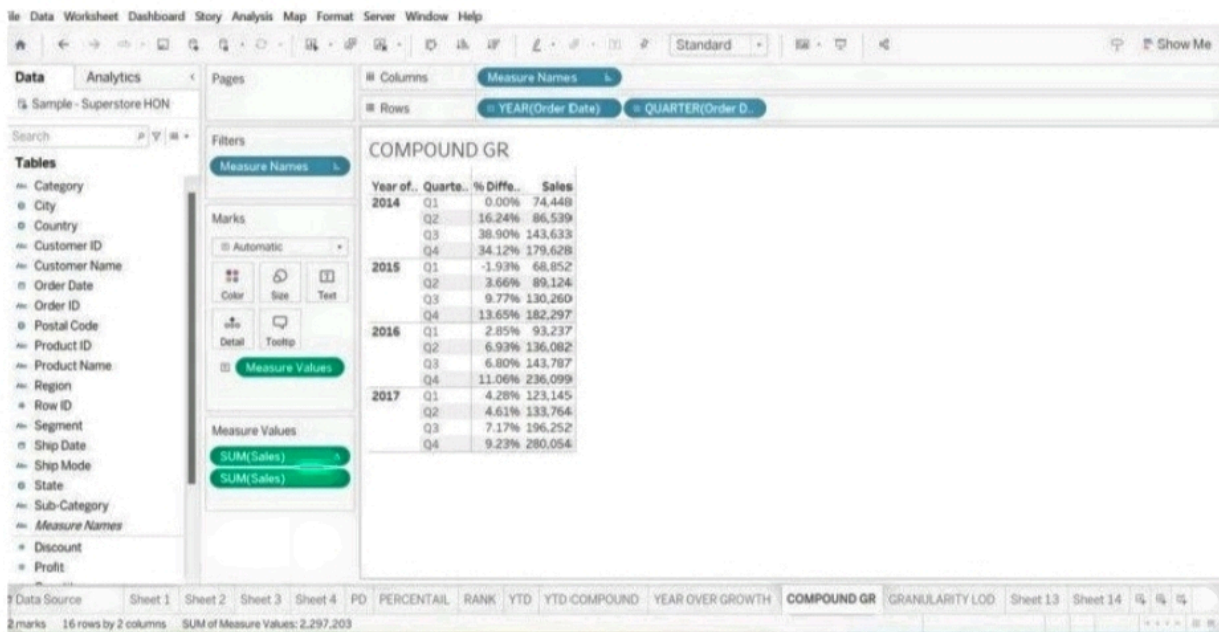 ile Data Worksheet Dashboard Story Analysis Map Format Server Window Help
Standard Show Me
Data Analytics Pages Columns Measure Names
Sample - Superstore HON
Rows YEAR(Order Date) QUARTER(Order D..
Search
Filters
Measure Names
COMPOUND GR
Tables
Category
City
Country
Customer ID
Customer Name
Order Date
Order ID
Postal Code
Product ID
Product Name
Region
Row ID
Segment
Ship Date
Ship Mode
State
Sub-Category
Measure Names
Discount
Profit
Marks
Automatic
Color Size Text
Detail Tooltip
Measure Values
Measure Values
SUM(Sales)
SUM(Sales)
Year of.. Quarte.. % Diffe.. Sales
2014 Q1 0.00% 74,448
Q2 16.24% 86,539
Q3 38.90% 143,633
Q4 34.12% 179,628
2015 Q1 -1.93% 68,852
Q2 3.66% 89,124
Q3 9.77% 130,260
Q4 13.65% 182,297
2016 Q1 2.85% 93,237
Q2 6.93% 136,082
Q3 6.80% 143,787
Q4 11.06% 236,099
2017 Q1 4.28% 123,145
Q2 4.61% 133,764
Q3 7.17% 196,252
Q4 9.23% 280,054
Data Source Sheet 1 Sheet 2 Sheet 3 Sheet 4 PD PERCENTAIL RANK YTD YTD COMPOUND YEAR OVER GROWTH COMPOUND GR GRANULARITY LOD Sheet 13 Sheet 14
2 marks 16 rows by 2 columns SUM of Measure Values: 2,297,203